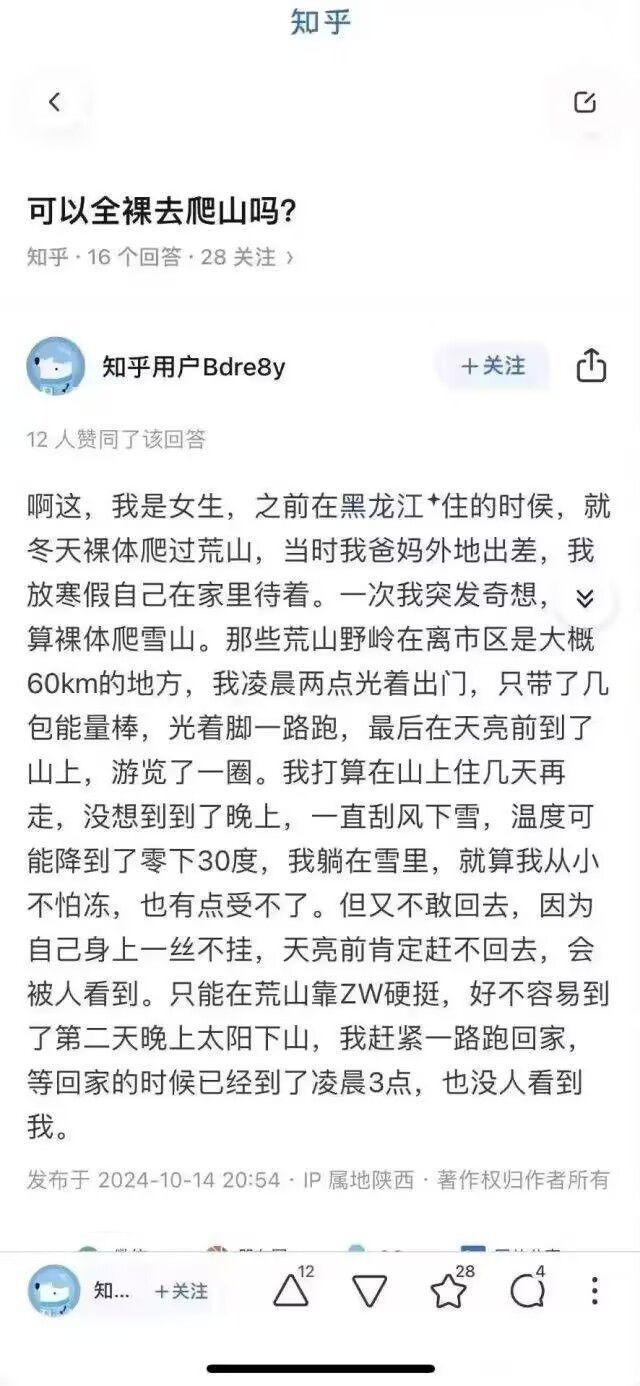 知乎
可以全裸去爬山吗?
知乎 · 16 个回答 · 28 关注 >
知乎用户Bdre8y
+关注
12 人赞同了该回答
啊这，我是女生，之前在黑龙江住的时侯，就
冬天裸体爬过荒山，当时我爸妈外地出差，我
放寒假自己在家里待着。一次我突发奇想，
算裸体爬雪山。那些荒山野岭在离市区是大概
60km的地方，我凌晨两点光着出门，只带了几
包能量棒，光着脚一路跑，最后在天亮前到了
山上，游览了一圈。我打算在山上住几天再
走，没想到到了晚上，一直刮风下雪，温度可
能降到了零下30度，我躺在雪里，就算我从小
不怕冻，也有点受不了。但又不敢回去，因为
自己身上一丝不挂，天亮前肯定赶不回去，会
被人看到。只能在荒山靠ZW硬挺，好不容易到
了第二天晚上太阳下山，我赶紧一路跑回家，
等回家的时候已经到了凌晨3点，也没人看到
我。
发布于 2024-10-14 20:54 · IP 属地陕西 · 著作权归作者所有
知... +关注 12 28 4